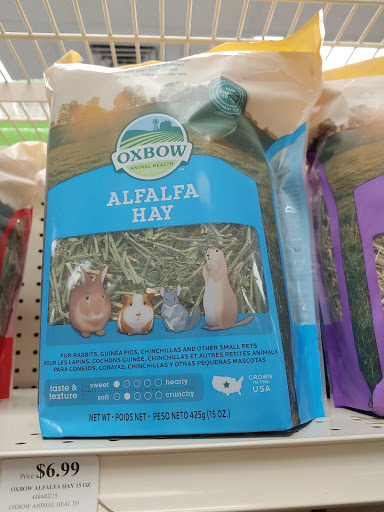 OXBOW
ANIMAL HEALTH
ALFALFA
HAY
FOR RABBITS, GUINEA PIGS, CHINCHILLAS AND OTHER SMALL PETS
POUR LES LAPINS, COCHONS GUINÉE, CHINCHILLAS ET AUTRES PETITES ANIMAUX
PARA CONEJOS, COBAYAS, CHINCHILLAS Y OTRAS PEQUEÑAS MASCOTAS
taste &
texture
sweet
hearty
soft
crunchy
GROWN
IN THE
USA
NET WT • POIDS NET • PESO NETO 425g (15 OZ.)
Price $6.99
OXBOW ALFALFA HAY 15 OZ
OXBOW ANIMAL HEALTH